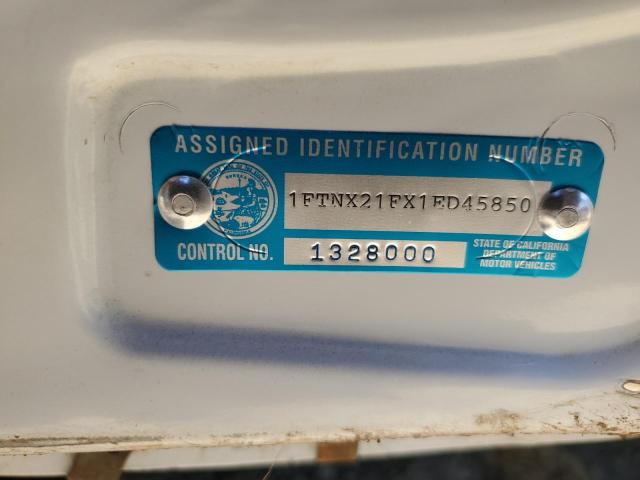 ASSIGNED IDENTIFICATION NUMBER
1FTNX21FX1ED45850
CONTROL NO. 1328000
STATE OF CALIFORNIA
DEPARTMENT OF
MOTOR VEHICLES